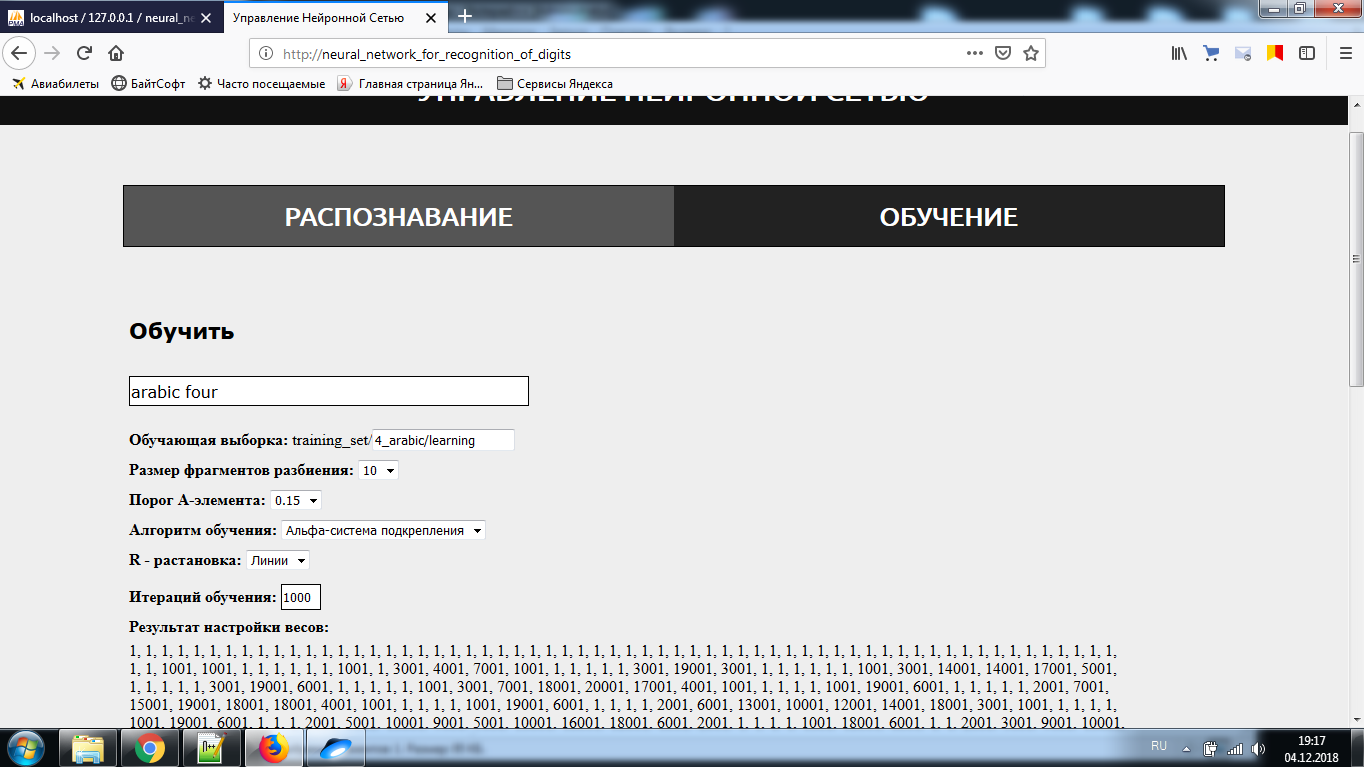 localhost / 127.0.0.1 / neural_ne
Управление Нейронной Сетью
http://neural_network_for_recognition_of_digits
Авиабилеты БайтСофт Часто посещаемые Главная страница Ян... Сервисы Яндекса
УПРАВЛЕНИЕ НЕЙРОННОЙ СЕТЬЮ
РАСПОЗНАВАНИЕ ОБУЧЕНИЕ
Обучить
arabic four
Обучающая выборка: training_set/4_arabic/learning
Размер фрагментов разбиения: 10
Порог А-элемента: 0.15
Алгоритм обучения: Альфа-система подкрепления
R - растановка: Линии
Итераций обучения: 1000
Результат настройки весов:
1, 1, 1, 1, 1, 1, 1, 1, 1, 1, 1, 1, 1, 1, 1, 1, 1, 1, 1, 1, 1, 1, 1, 1, 1, 1, 1, 1, 1, 1, 1, 1, 1, 1, 1, 1, 1, 1, 1, 1, 1, 1, 1, 1, 1, 1, 1, 1, 1, 1, 1, 1, 1, 1, 1, 1, 1, 1, 1, 1, 1, 1,
1, 1, 1001, 1001, 1, 1, 1, 1, 1, 1, 1, 1001, 1, 3001, 4001, 7001, 1001, 1, 1, 1, 1, 1, 3001, 19001, 3001, 1, 1, 1, 1, 1, 1, 1001, 3001, 14001, 14001, 17001, 5001,
1, 1, 1, 1, 1, 3001, 19001, 6001, 1, 1, 1, 1, 1, 1001, 3001, 7001, 18001, 20001, 17001, 4001, 1001, 1, 1, 1, 1, 1001, 19001, 6001, 1, 1, 1, 1, 1, 2001, 7001,
15001, 19001, 18001, 18001, 4001, 1001, 1, 1, 1, 1, 1001, 19001, 6001, 1, 1, 1, 1, 2001, 6001, 13001, 10001, 12001, 14001, 18001, 3001, 1001, 1, 1, 1, 1,
1001, 19001, 6001, 1, 1, 1, 2001, 5001, 10001, 9001, 5001, 10001, 16001, 18001, 6001, 2001, 1, 1, 1, 1, 1001, 18001, 6001, 1, 1, 2001, 3001, 9001, 10001,
RU
19:17
04.12.2018